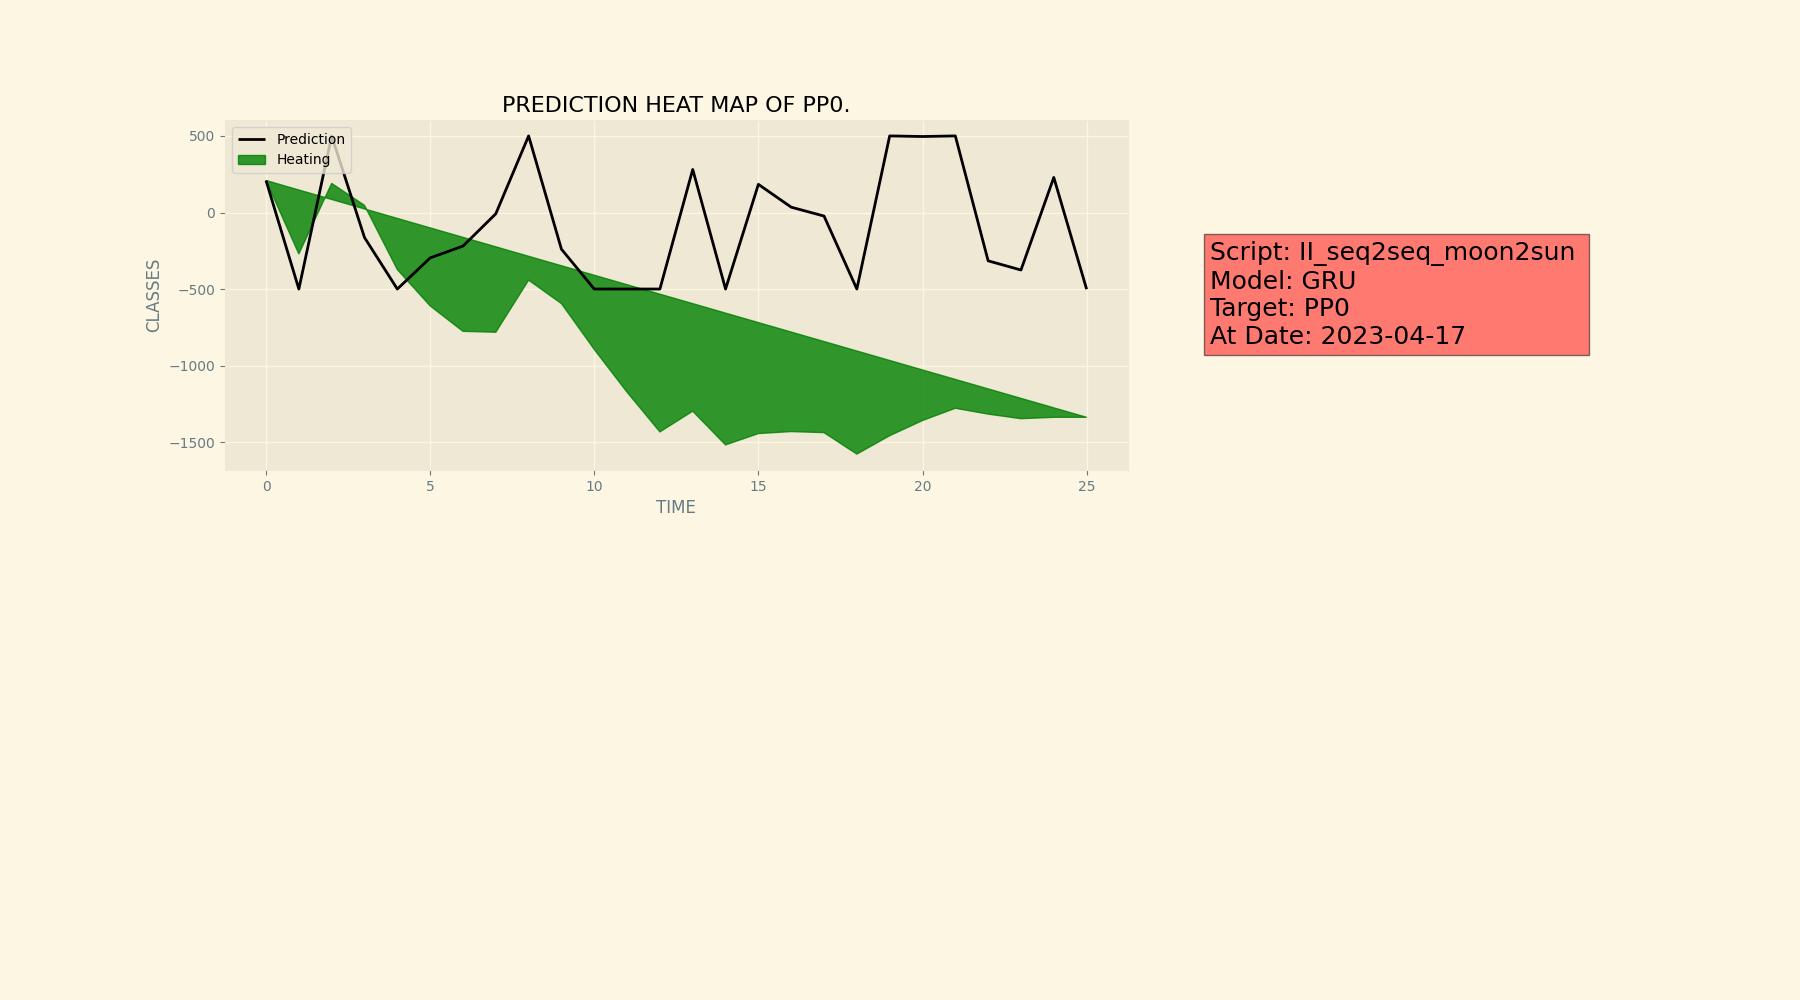 PREDICTION HEAT MAP OF PP0.
Prediction
Heating
500
0
−500
−1000
−1500
CLASSES
0 5 10 15 20 25
TIME
Script: II_seq2seq_moon2sun
Model: GRU
Target: PP0
At Date: 2023-04-17